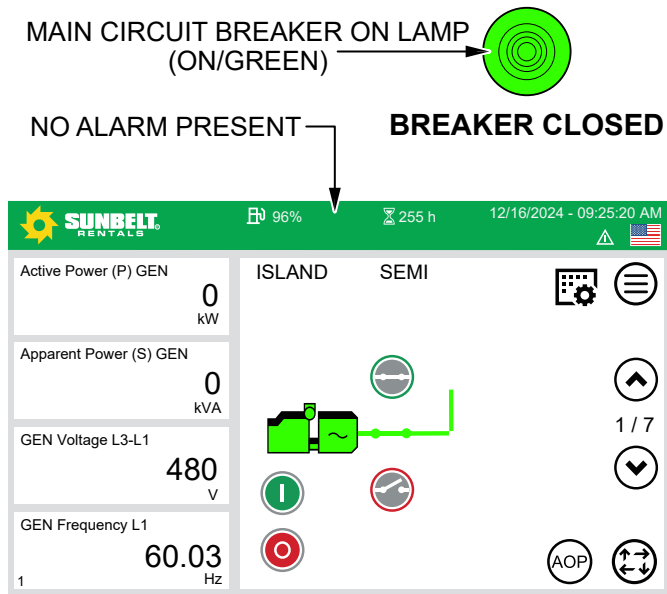 MAIN CIRCUIT BREAKER ON LAMP
(ON/GREEN)
NO ALARM PRESENT
BREAKER CLOSED
SUNBELT®
RENTALS
96%
255 h
12/16/2024 - 09:25:20 AM
Active Power (P) GEN
0
kW
Apparent Power (S) GEN
0
kVA
GEN Voltage L3-L1
480
V
GEN Frequency L1
60.03
1 Hz
ISLAND SEMI
1 / 7
AOP